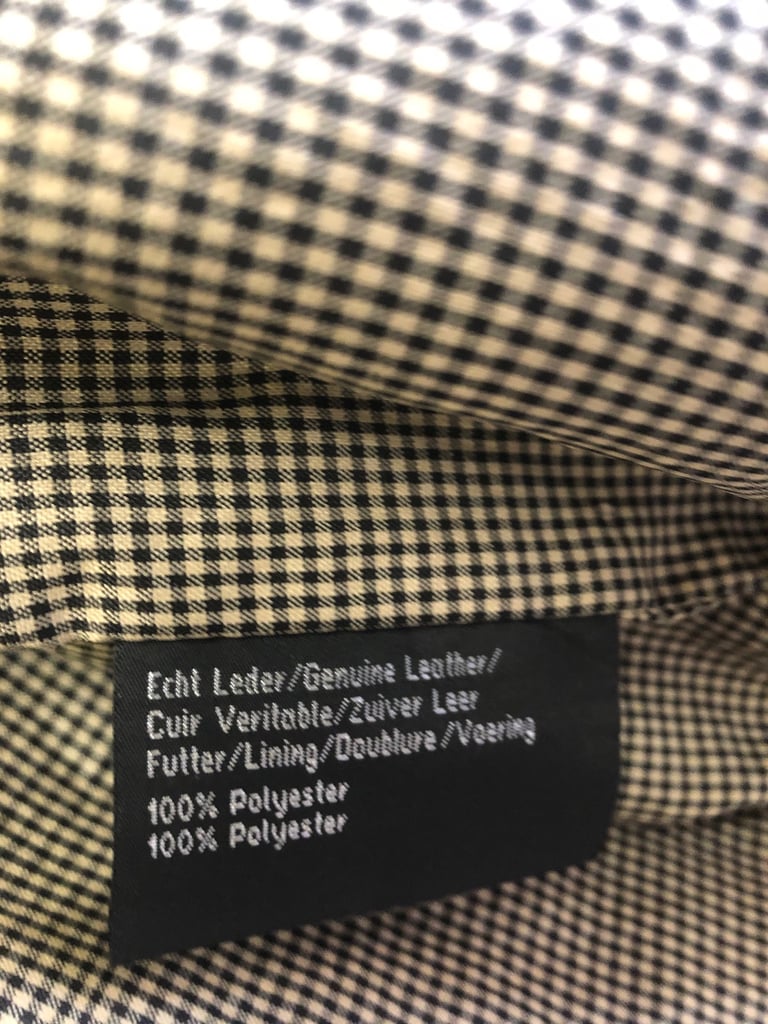 Echt Leder/Genuine Leather/
Cuir Veritable/Zuiver Leer
Futter/Lining/Doublure/Voering
100% Polyester
100% Polyester